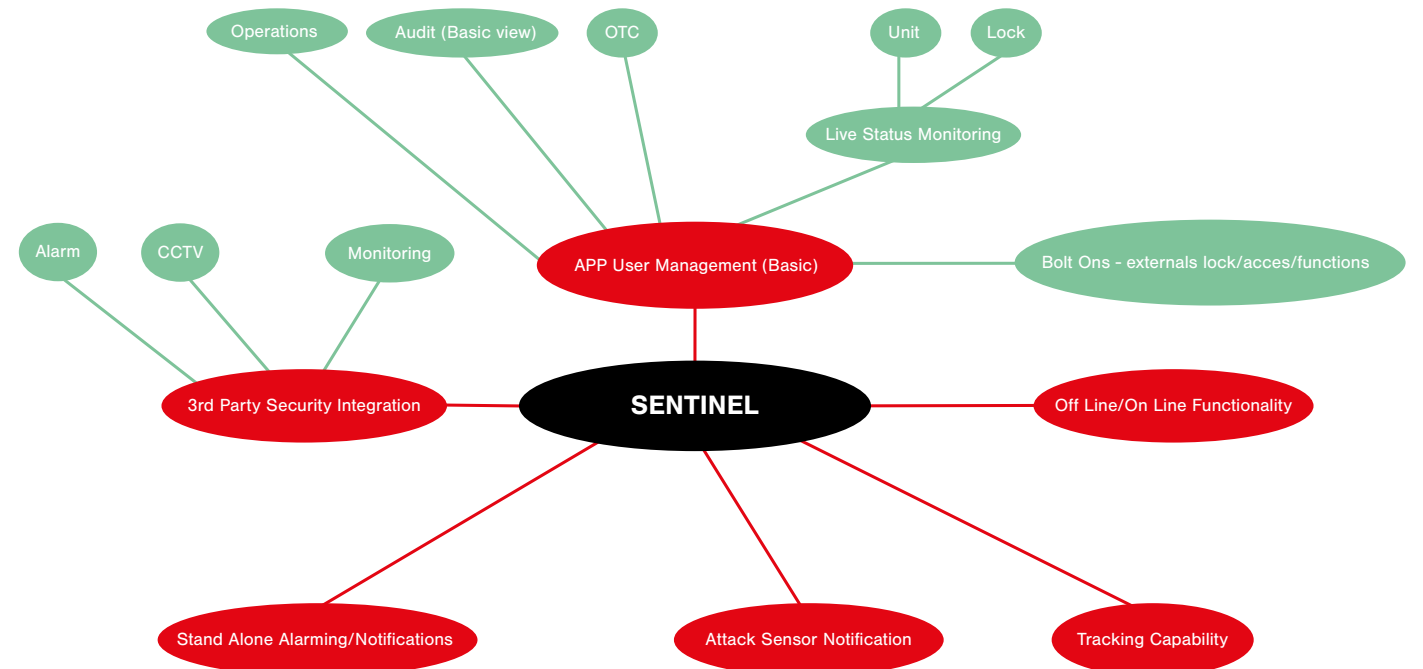 Operations
Audit (Basic view)
OTC
Unit
Lock
Live Status Monitoring
Alarm
CCTV
Monitoring
APP User Management (Basic)
Bolt Ons - externals lock/acces/functions
3rd Party Security Integration
SENTINEL
Off Line/On Line Functionality
Stand Alone Alarming/Notifications
Attack Sensor Notification
Tracking Capability